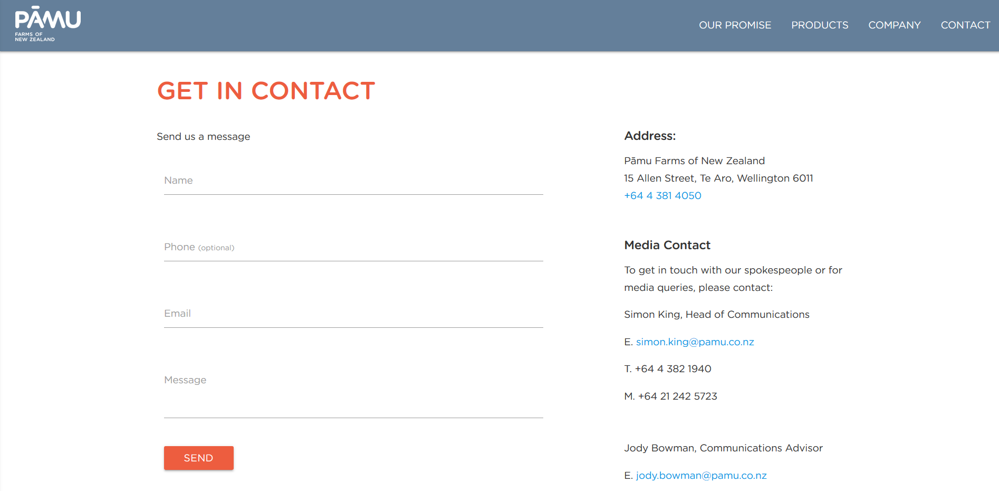 PĀMU
FARMS OF
NEW ZEALAND
OUR PROMISE PRODUCTS COMPANY CONTACT
GET IN CONTACT
Send us a message
Name
Phone (optional)
Email
Message
SEND
Address:
Pāmu Farms of New Zealand
15 Allen Street, Te Aro, Wellington 6011
+64 4 381 4050
Media Contact
To get in touch with our spokespeople or for
media queries, please contact:
Simon King, Head of Communications
E. simon.king@pamu.co.nz
T. +64 4 382 1940
M. +64 21 242 5723
Jody Bowman, Communications Advisor
E. jody.bowman@pamu.co.nz